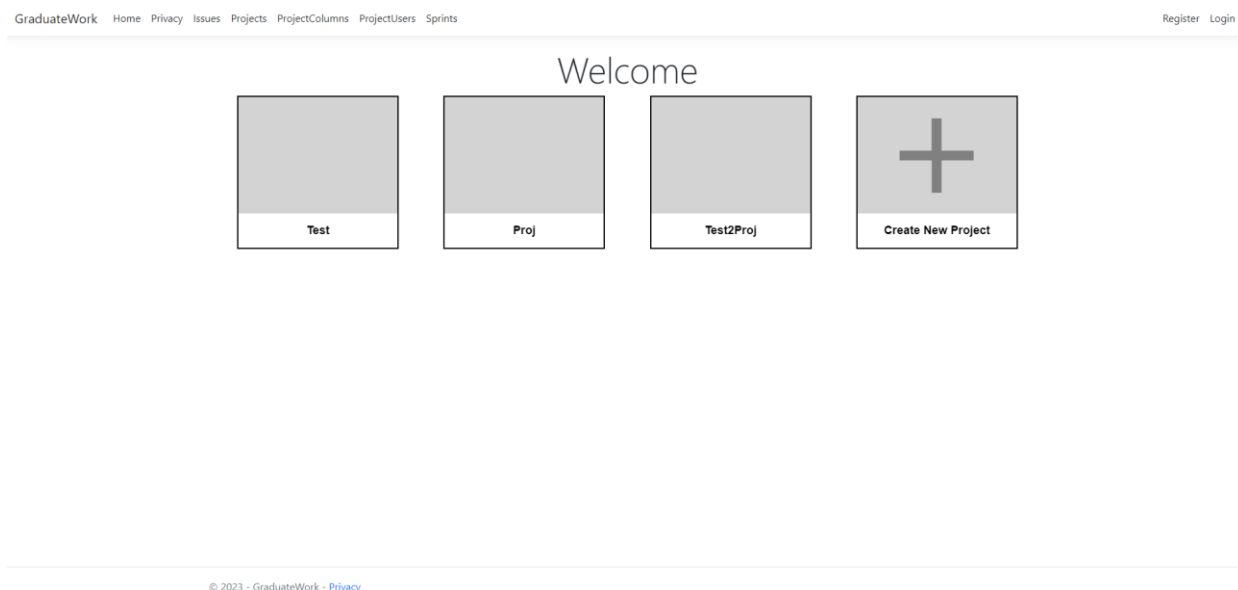 GraduateWork Home Privacy Issues Projects ProjectColumns ProjectUsers Sprints Register Login
Welcome
Test Proj Test2Proj Create New Project
© 2023 - GraduateWork - Privacy